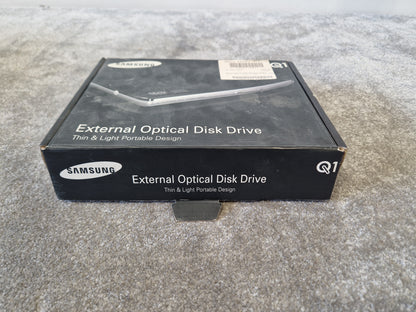 SAMSUNG
Q1
External Optical Disk Drive
Thin & Light Portable Design
SAMSUNG
External Optical Disk Drive
Thin & Light Portable Design
Q1